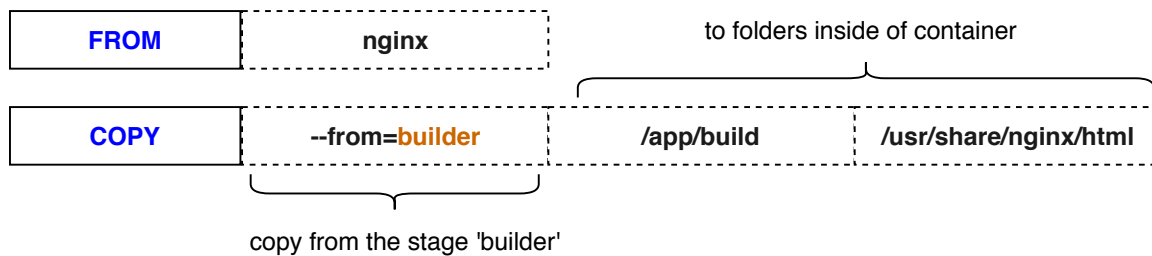 FROM nginx to folders inside of container
COPY --from=builder /app/build /usr/share/nginx/html
copy from the stage 'builder'